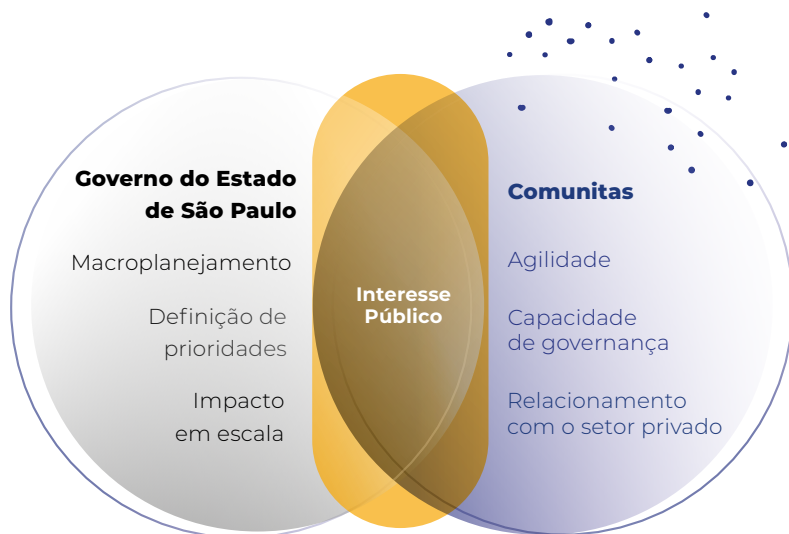 Governo do Estado
de São Paulo
Macroplanejamento
Definição de
prioridades
Impacto
em escala
Interesse
Público
Comunitas
Agilidade
Capacidade
de governança
Relacionamento
com o setor privado